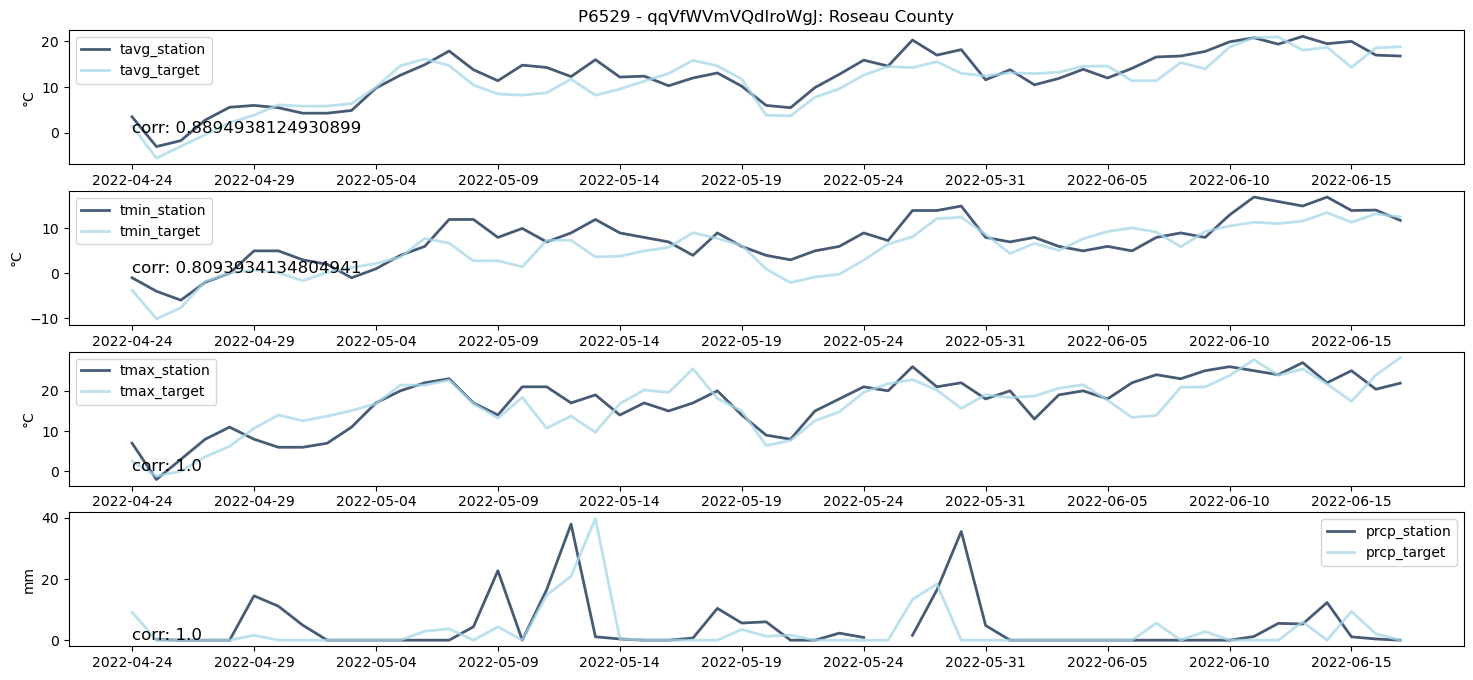 P6529 - qqVfWVmVQdlroWgJ: Roseau County
20
10
0
°C
tavg_station
tavg_target
corr: 0.8894938124930899
2022-04-24 2022-04-29 2022-05-04 2022-05-09 2022-05-14 2022-05-19 2022-05-24 2022-05-31 2022-06-05 2022-06-10 2022-06-15
10
0
−10
°C
tmin_station
tmin_target
corr: 0.8093934134804941
2022-04-24 2022-04-29 2022-05-04 2022-05-09 2022-05-14 2022-05-19 2022-05-24 2022-05-31 2022-06-05 2022-06-10 2022-06-15
20
10
0
°C
tmax_station
tmax_target
corr: 1.0
2022-04-24 2022-04-29 2022-05-04 2022-05-09 2022-05-14 2022-05-19 2022-05-24 2022-05-31 2022-06-05 2022-06-10 2022-06-15
40
20
0
mm
prcp_station
prcp_target
corr: 1.0
2022-04-24 2022-04-29 2022-05-04 2022-05-09 2022-05-14 2022-05-19 2022-05-24 2022-05-31 2022-06-05 2022-06-10 2022-06-15